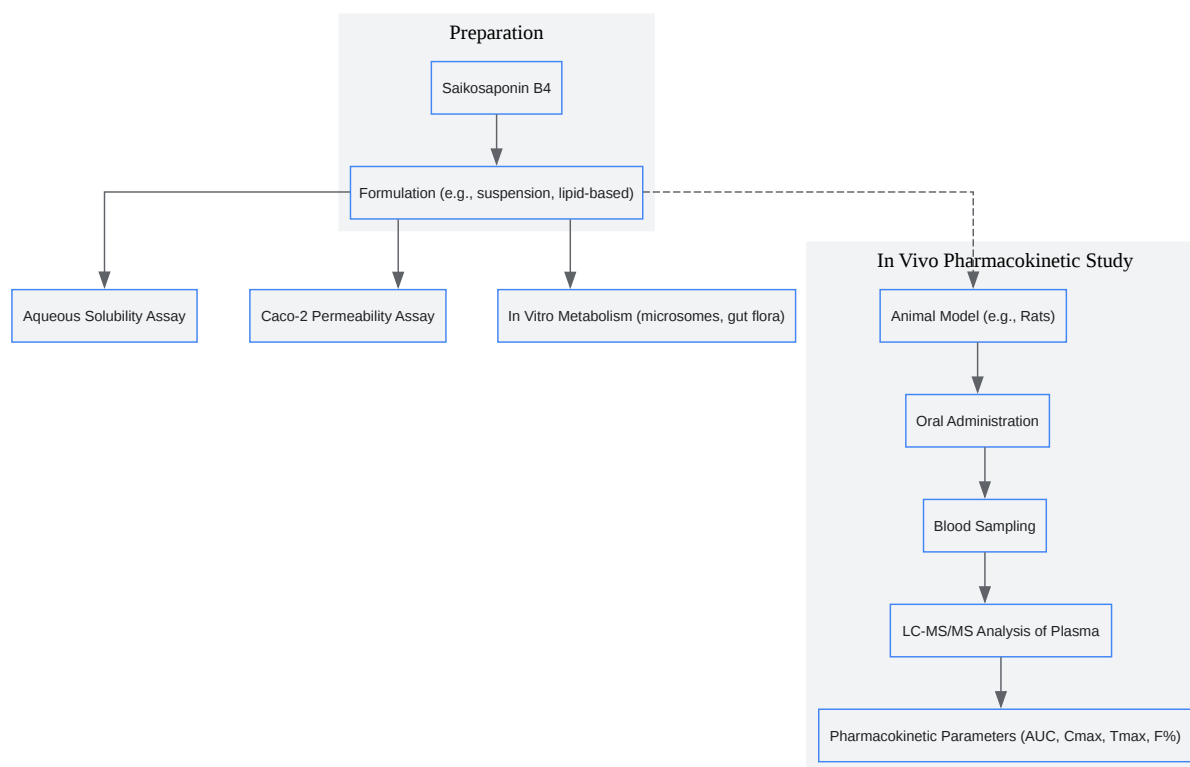 Preparation
Saikosaponin B4
Formulation (e.g., suspension, lipid-based)
In Vivo Pharmacokinetic Study
Aqueous Solubility Assay
Caco-2 Permeability Assay
In Vitro Metabolism (microsomes, gut flora)
Animal Model (e.g., Rats)
Oral Administration
Blood Sampling
LC-MS/MS Analysis of Plasma
Pharmacokinetic Parameters (AUC, Cmax, Tmax, F%)